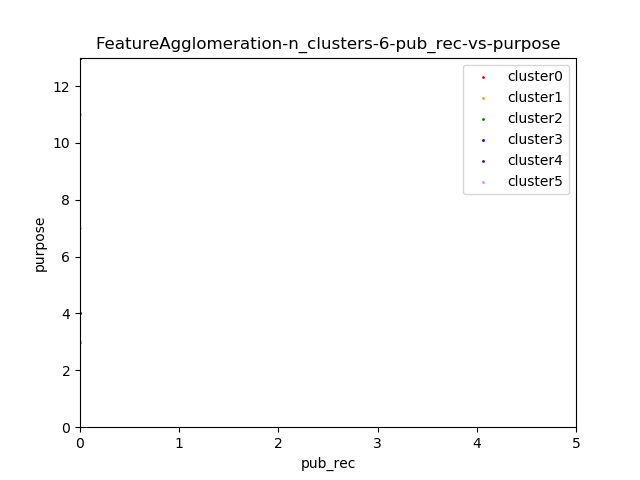 FeatureAgglomeration-n_clusters-6-pub_rec-vs-purpose
cluster0
cluster1
cluster2
cluster3
cluster4
cluster5
purpose
12
10
8
6
4
2
0
0 1 2 3 4 5
pub_rec